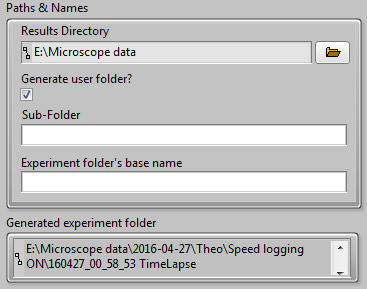 Paths & Names
Results Directory
E:\Microscope data
Generate user folder?
Sub-Folder
Experiment folder's base name
Generated experiment folder
E:\Microscope data\2016-04-27\Theo\Speed logging
ON\160427_00_58_53 TimeLapse